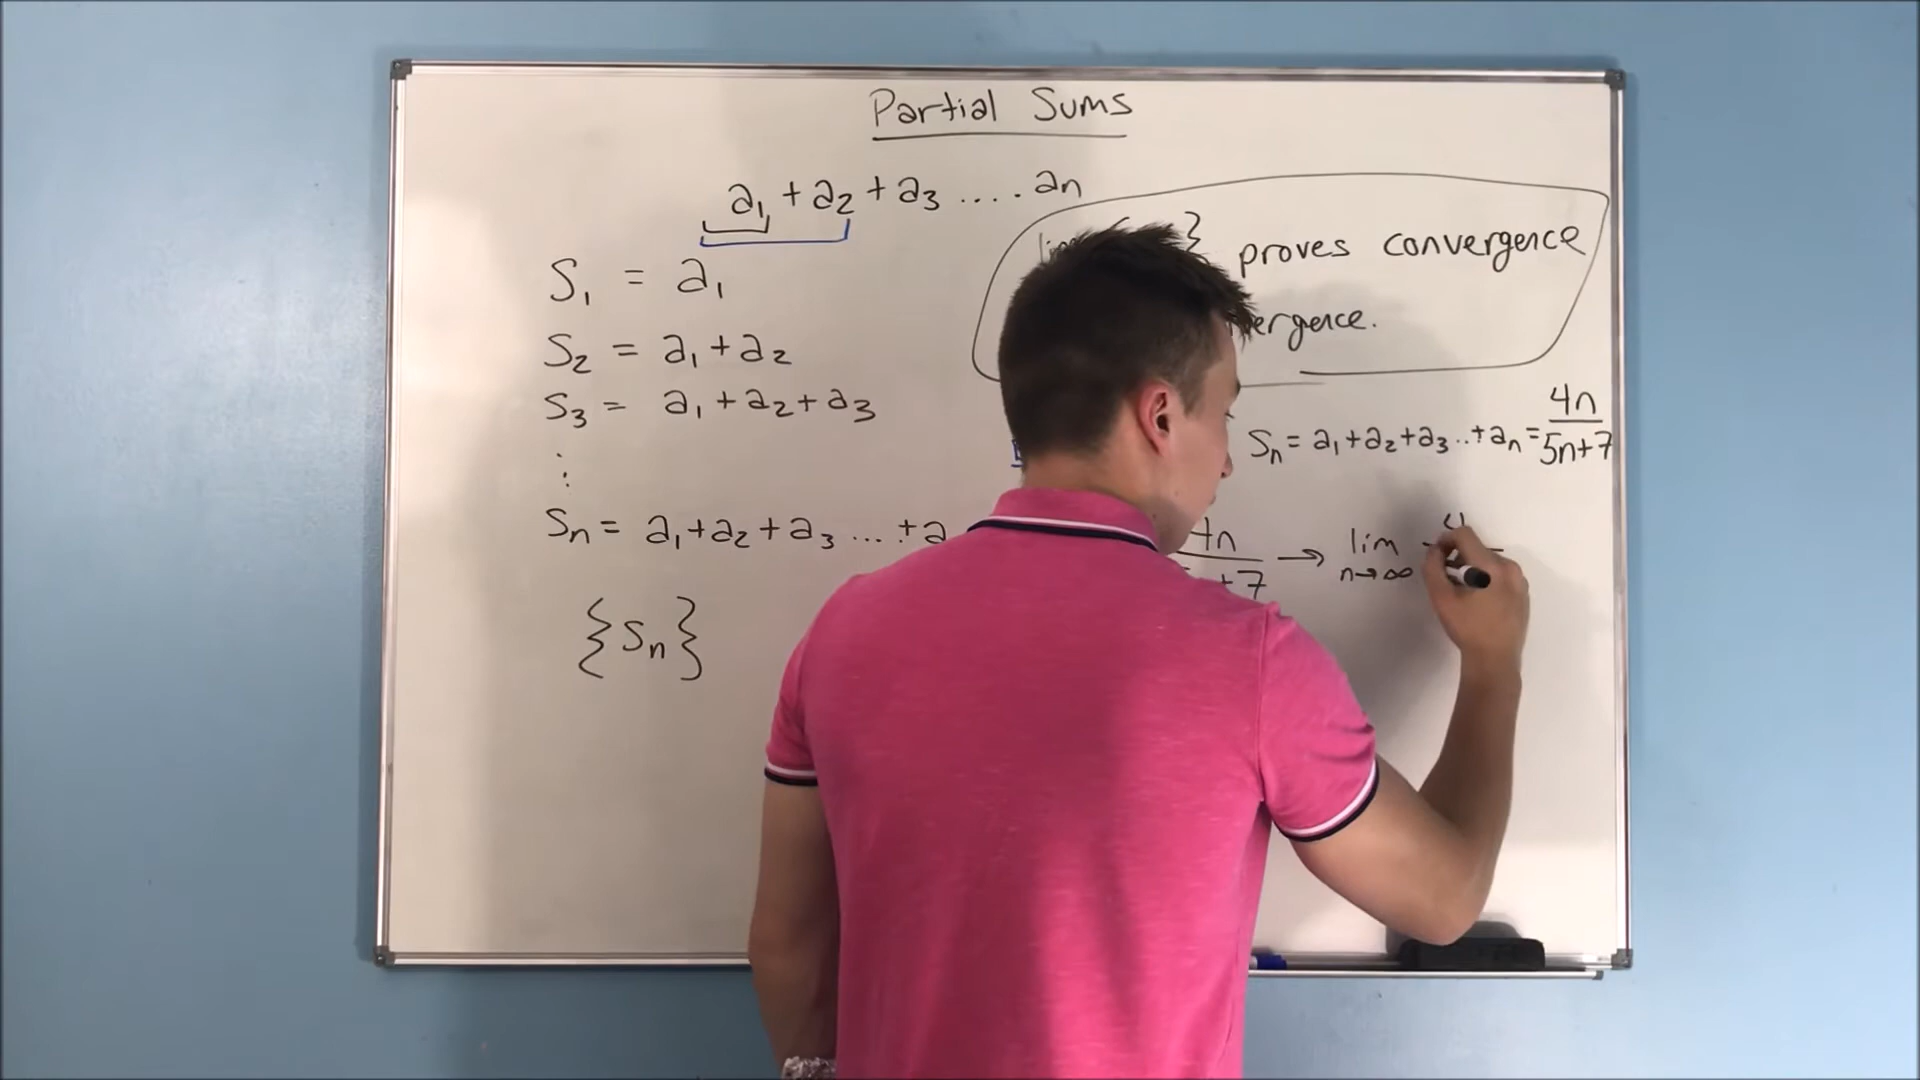 Partial Sums
a₁ + a₂ + a₃ .... aₙ
S₁ = a₁
S₂ = a₁ + a₂
S₃ = a₁ + a₂ + a₃
⋮
Sₙ = a₁ + a₂ + a₃ ... + a
{Sₙ}
} proves convergence
Sₙ = a₁ + a₂ + a₃ .. + aₙ = 4n / 5n+7
4n / +7 → lim n→∞ 4